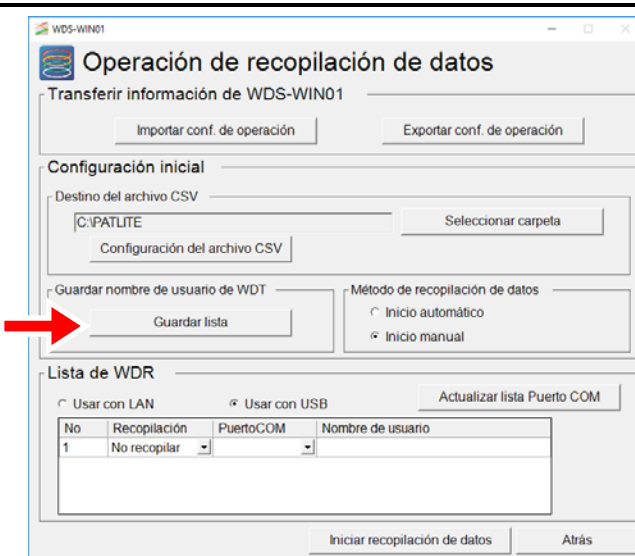 WDS-WIN01
Operación de recopilación de datos
Transferir información de WDS-WIN01
Importar conf. de operación Exportar conf. de operación
Configuración inicial
Destino del archivo CSV
C:\PATLITE Seleccionar carpeta
Configuración del archivo CSV
Guardar nombre de usuario de WDT Método de recopilación de datos
Guardar lista Inicio automático
Inicio manual
Lista de WDR
Usar con LAN Usar con USB Actualizar lista Puerto COM
No Recopilación PuertoCOM Nombre de usuario
1 No recopilar
Iniciar recopilación de datos Atrás